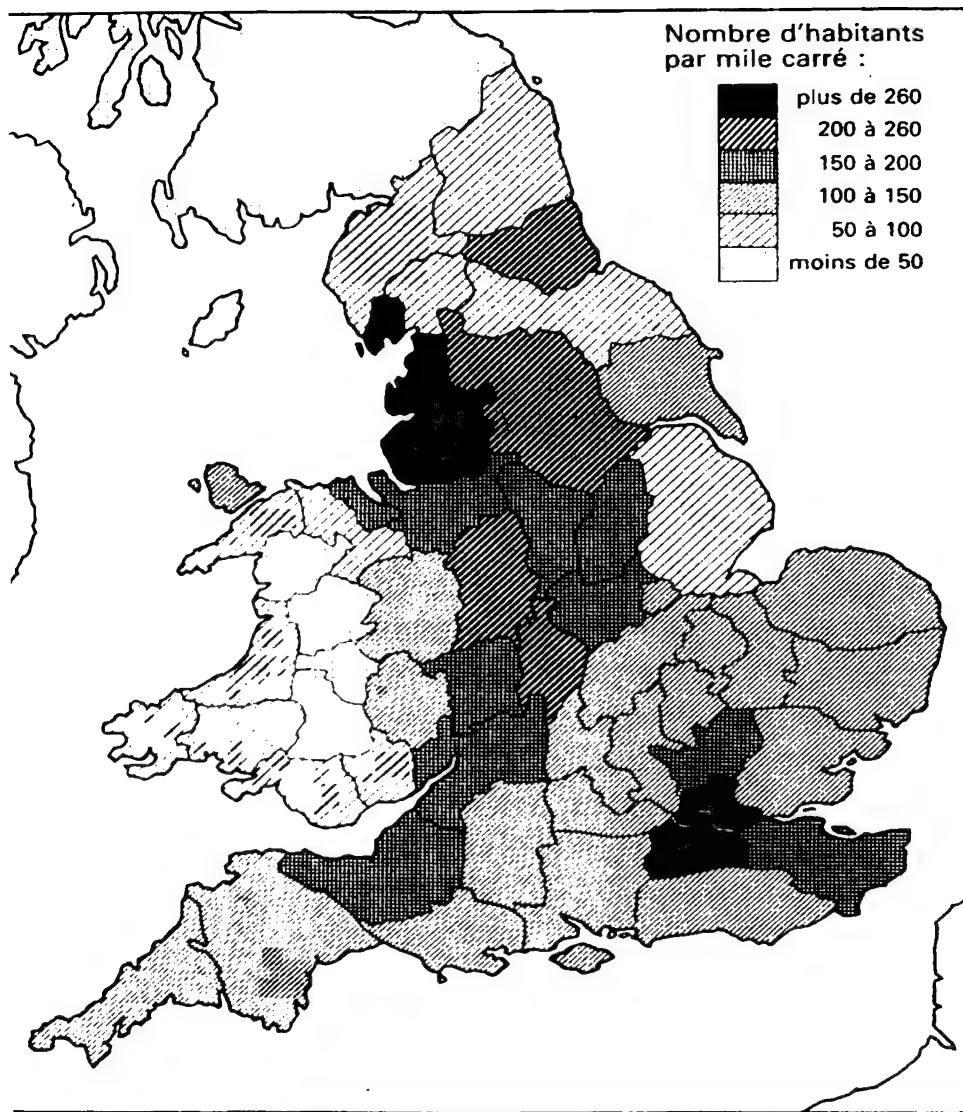 Nombre d'habitants
par mile carré :
plus de 260
200 à 260
150 à 200
100 à 150
50 à 100
moins de 50